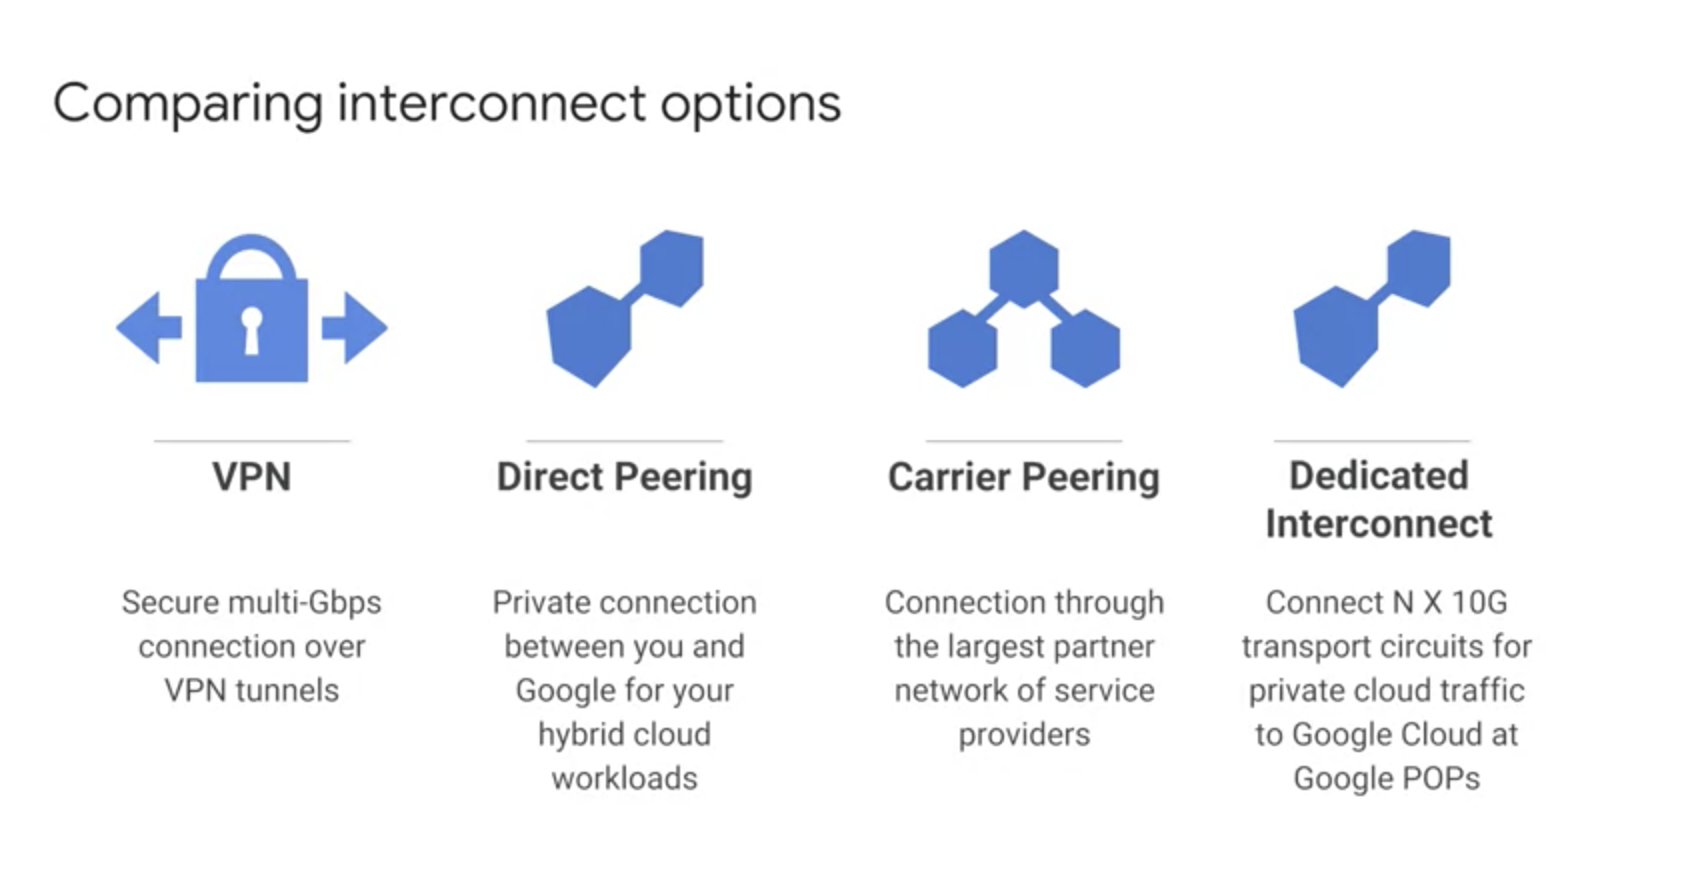 Comparing interconnect options
VPN
Secure multi-Gbps
connection over
VPN tunnels
Direct Peering
Private connection
between you and
Google for your
hybrid cloud
workloads
Carrier Peering
Connection through
the largest partner
network of service
providers
Dedicated
Interconnect
Connect N X 10G
transport circuits for
private cloud traffic
to Google Cloud at
Google POPs